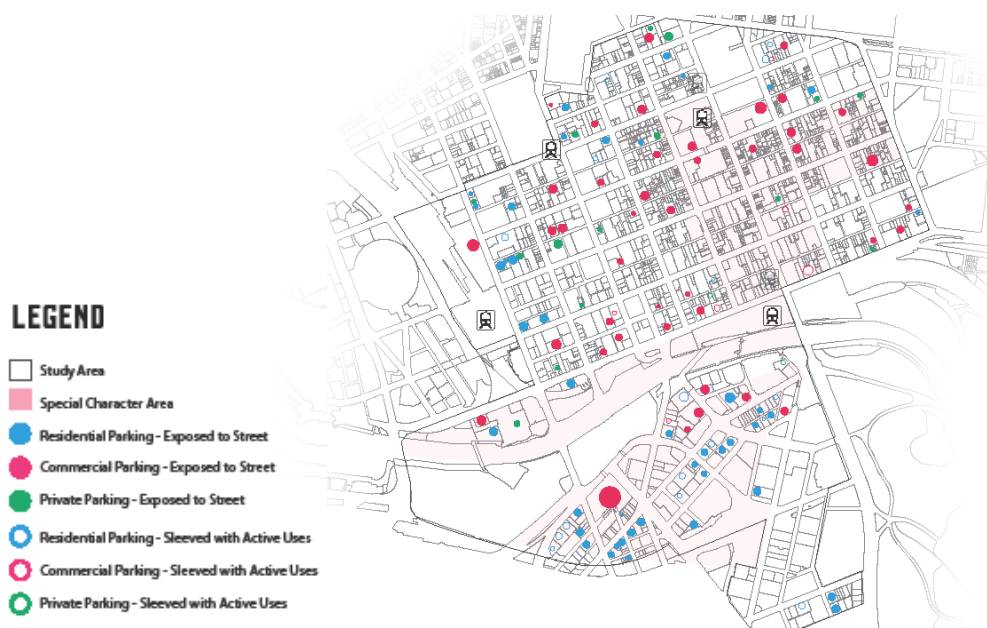 LEGEND
Study Area
Special Character Area
Residential Parking - Exposed to Street
Commercial Parking - Exposed to Street
Private Parking - Exposed to Street
Residential Parking - Sleeved with Active Uses
Commercial Parking - Sleeved with Active Uses
Private Parking - Sleeved with Active Uses